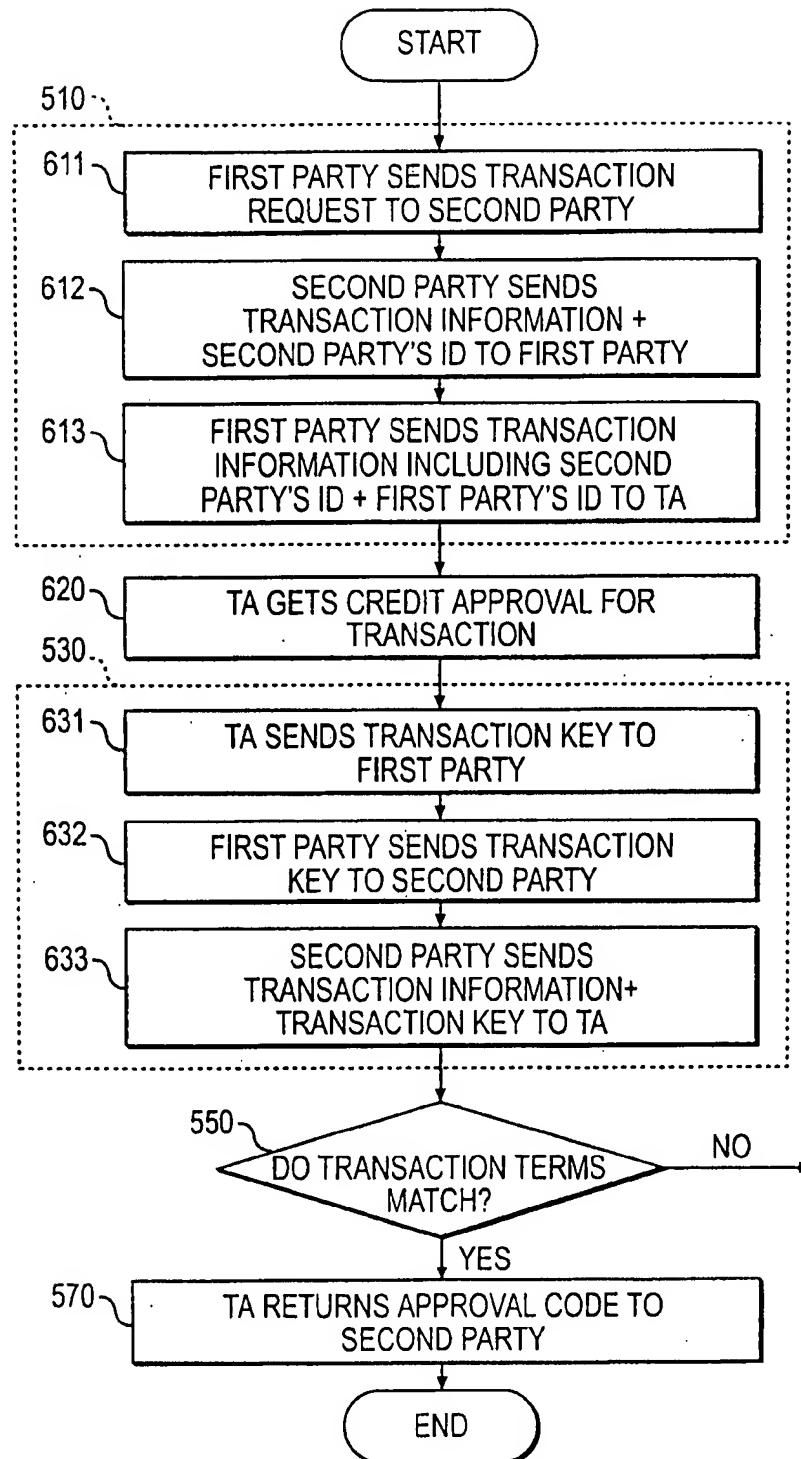 START
510
611
FIRST PARTY SENDS TRANSACTION
REQUEST TO SECOND PARTY
612
SECOND PARTY SENDS
TRANSACTION INFORMATION +
SECOND PARTY'S ID TO FIRST PARTY
613
FIRST PARTY SENDS TRANSACTION
INFORMATION INCLUDING SECOND
PARTY'S ID + FIRST PARTY'S ID TO TA
620
TA GETS CREDIT APPROVAL FOR
TRANSACTION
530
631
TA SENDS TRANSACTION KEY TO
FIRST PARTY
632
FIRST PARTY SENDS TRANSACTION
KEY TO SECOND PARTY
633
SECOND PARTY SENDS
TRANSACTION INFORMATION+
TRANSACTION KEY TO TA
550
DO TRANSACTION TERMS
MATCH?
NO
YES
570
TA RETURNS APPROVAL CODE TO
SECOND PARTY
END